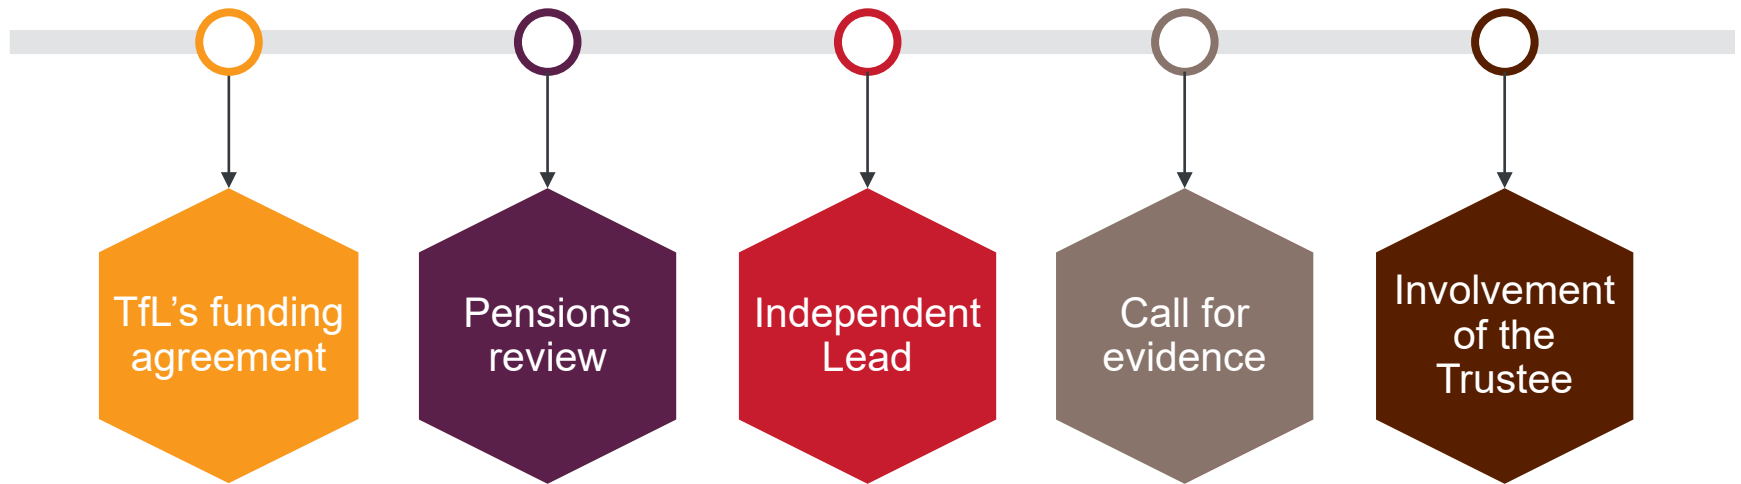 TfL’s funding
agreement
Pensions
review
Independent
Lead
Call for
evidence
Involvement
of the
Trustee